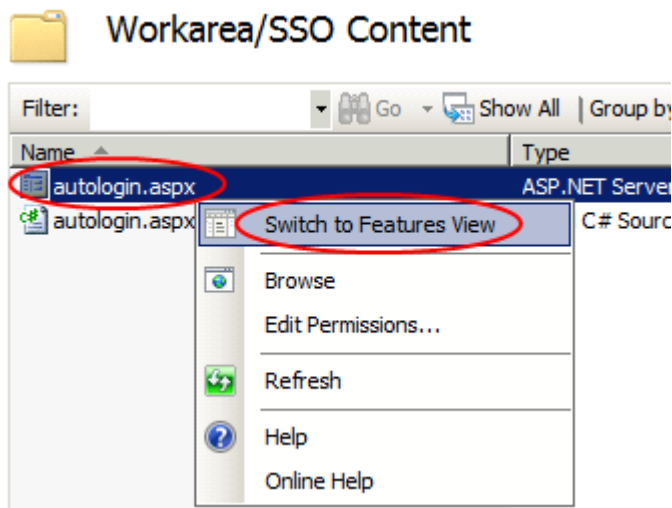 Workarea/SSO Content
Filter: Go Show All Group by
Name Type
autologin.aspx ASP.NET Server
autologin.aspx C# Sourc
Switch to Features View
Browse
Edit Permissions...
Refresh
Help
Online Help